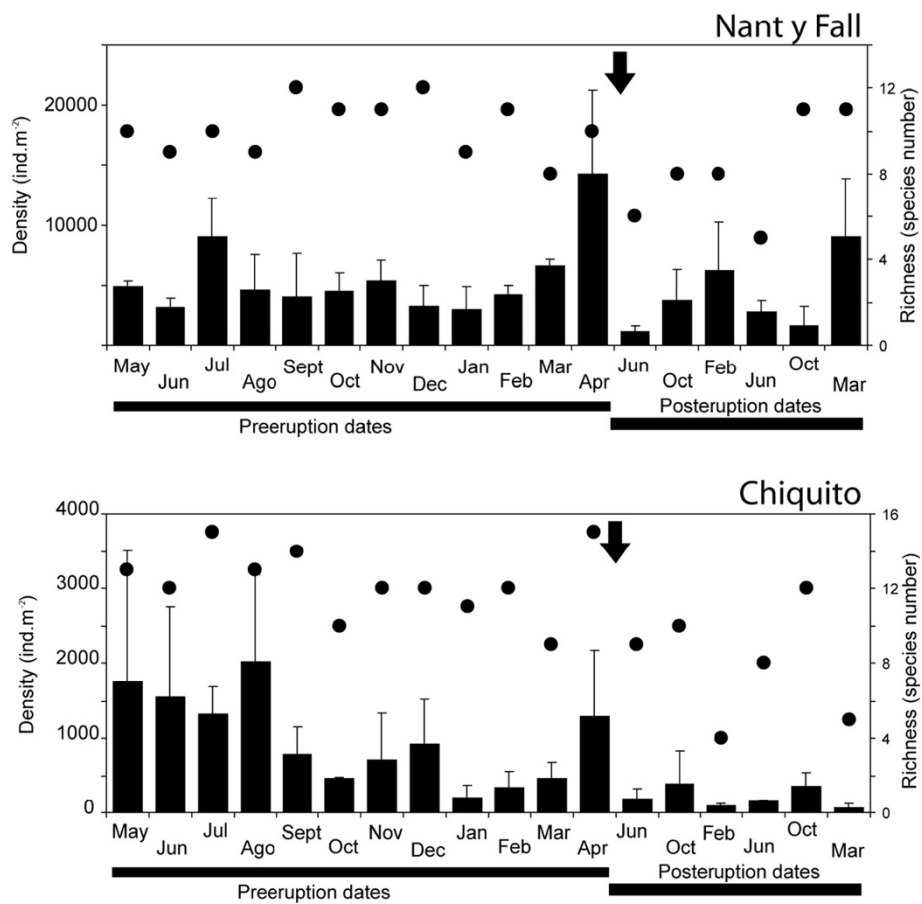 Nant y Fall
Density (ind.m⁻²)
20000
10000
12
8
4
0
Richness (species number)
May Jun Jul Ago Sept Oct Nov Dec Jan Feb Mar Apr Jun Oct Feb Jun Oct Mar
Preeruption dates
Posteruption dates
Chiquito
Density (ind.m⁻²)
4000
3000
2000
1000
0
16
12
8
4
0
Richness (species number)
May Jun Jul Ago Sept Oct Nov Dec Jan Feb Mar Apr Jun Oct Feb Jun Oct Mar
Preeruption dates
Posteruption dates